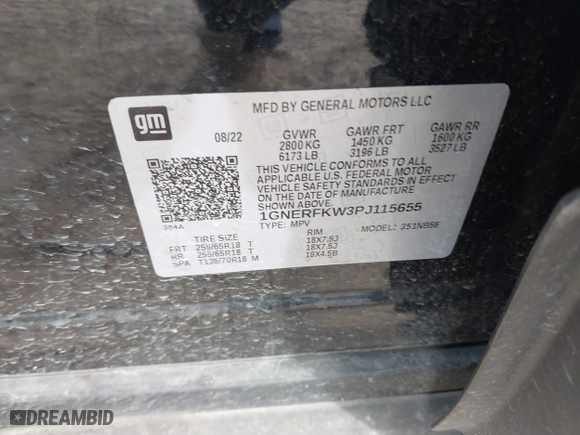 gm
MFD BY GENERAL MOTORS LLC
08/22 GVWR GAWR FRT GAWR RR
2800 KG 1450 KG 1600 KG
6173 LB 3196 LB 3527 LB
THIS VEHICLE CONFORMS TO ALL
APPLICABLE U.S. FEDERAL MOTOR
VEHICLE SAFETY STANDARDS IN EFFECT
ON THE DATE OF MANUFACTURE
SHOWN ABOVE.
1GNERFKW3PJ115655
TYPE: MPV MODEL: 351NB56
394A
TIRE SIZE RIM
FRT 255/65R18 T 18X7.5J
RR 255/65R18 T 18X7.5J
SPA T135/70R18 M 18X4.5B
DREAMBID